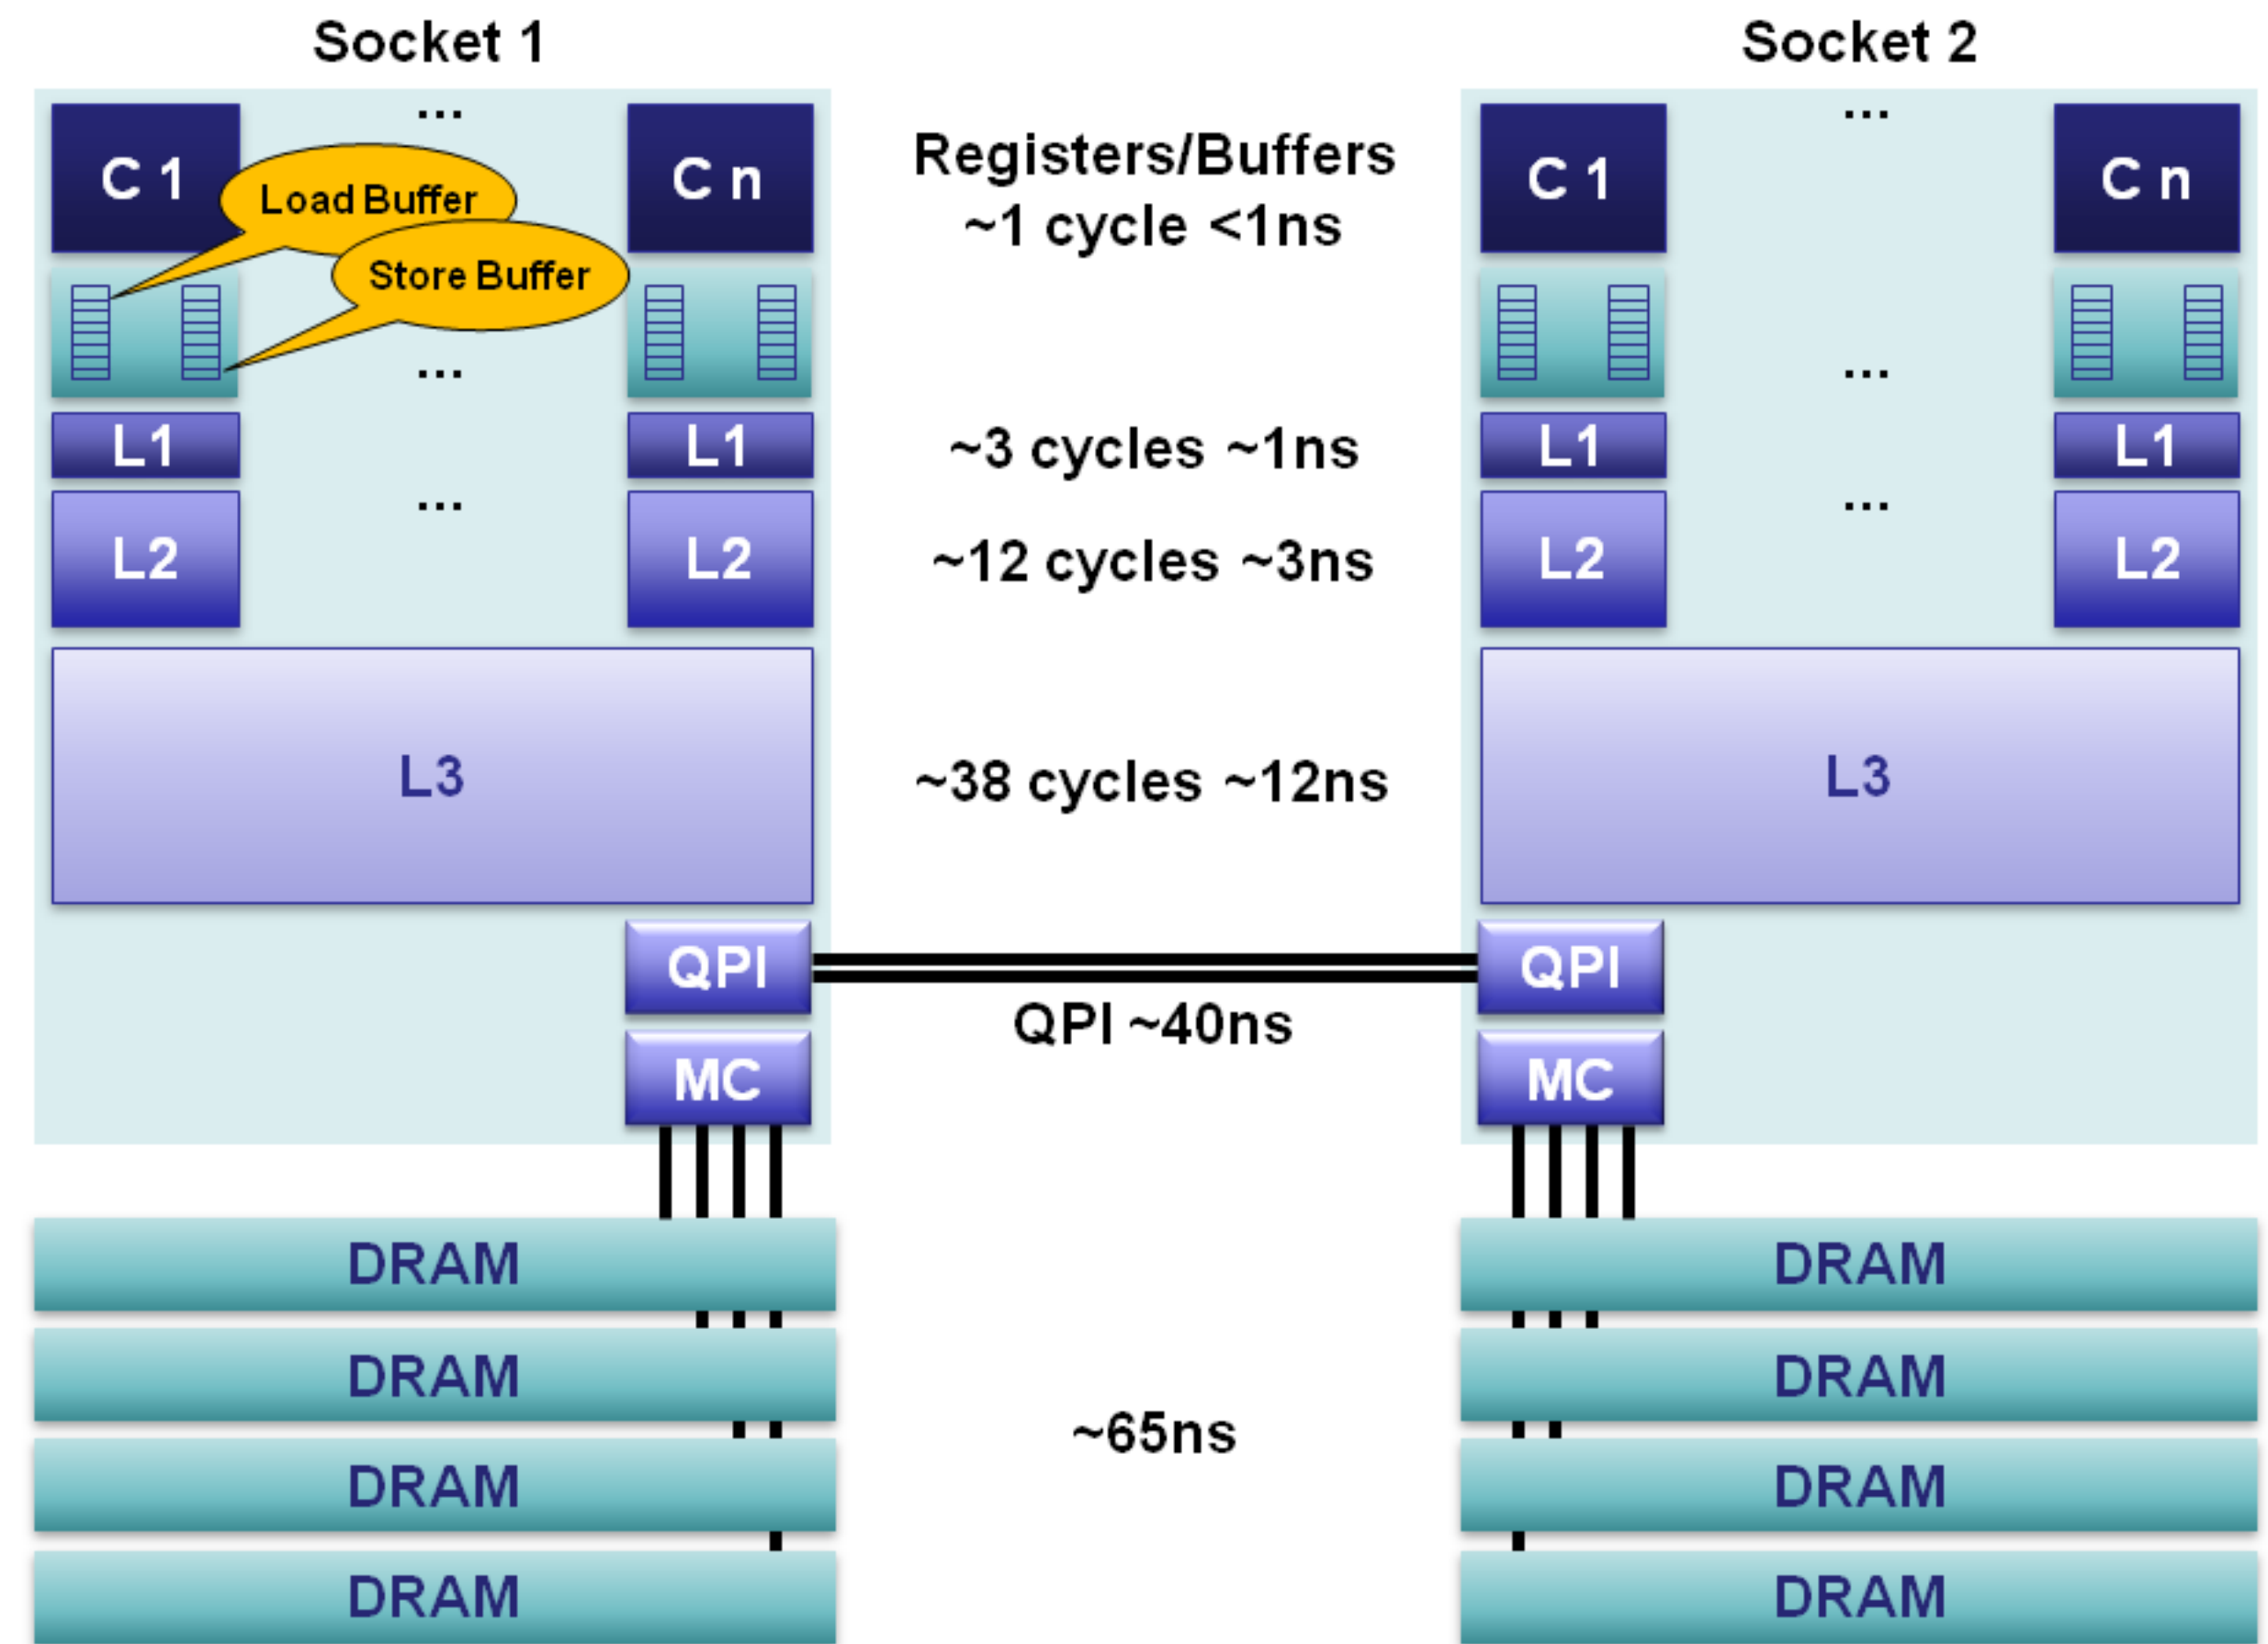 Socket 1
Socket 2
C 1
...
C n
Registers/Buffers
~1 cycle <1ns
C 1
...
C n
Load Buffer
Store Buffer
...
...
L1
L1
~3 cycles ~1ns
L1
L1
...
...
L2
L2
~12 cycles ~3ns
L2
L2
L3
~38 cycles ~12ns
L3
QPI
QPI
QPI ~40ns
MC
MC
DRAM
DRAM
DRAM
DRAM
~65ns
DRAM
DRAM
DRAM
DRAM